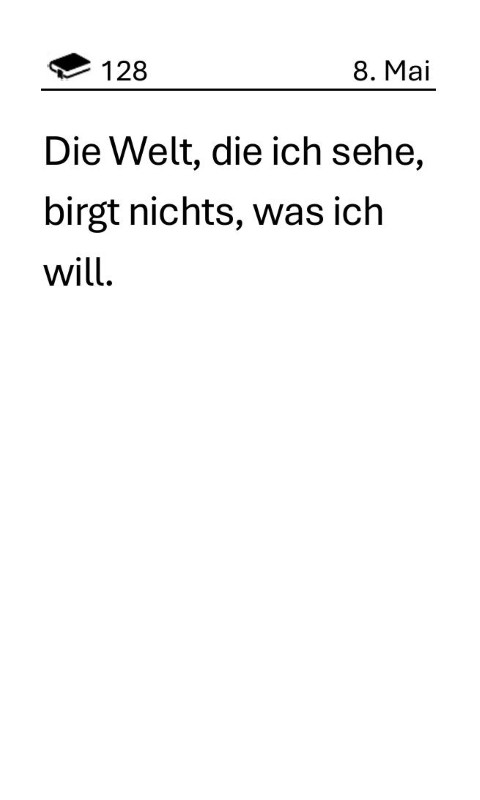 128 8. Mai
Die Welt, die ich sehe,
birgt nichts, was ich
will.